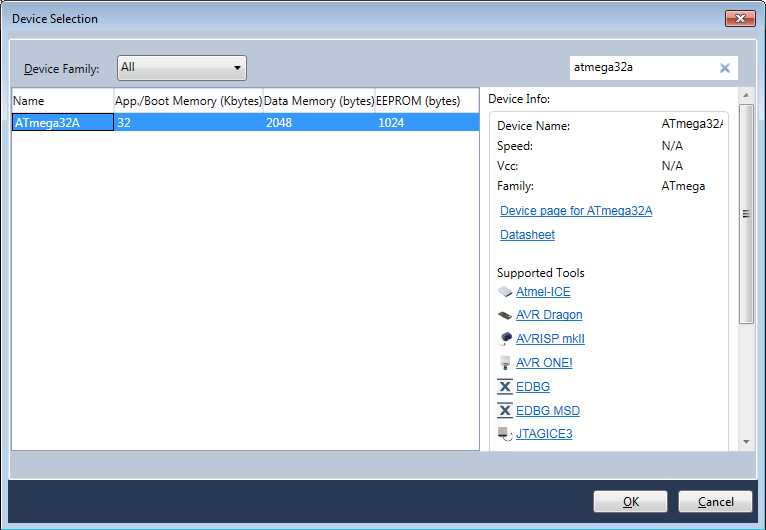 Device Selection
Device Family: All
atmega32a
Name App./Boot Memory (Kbytes) Data Memory (bytes) EEPROM (bytes)
ATmega32A 32 2048 1024
Device Info:
Device Name: ATmega32A
Speed: N/A
Vcc: N/A
Family: ATmega
Device page for ATmega32A
Datasheet
Supported Tools
Atmel-ICE
AVR Dragon
AVRISP mkII
AVR ONE!
EDBG
EDBG MSD
JTAGICE3
OK Cancel